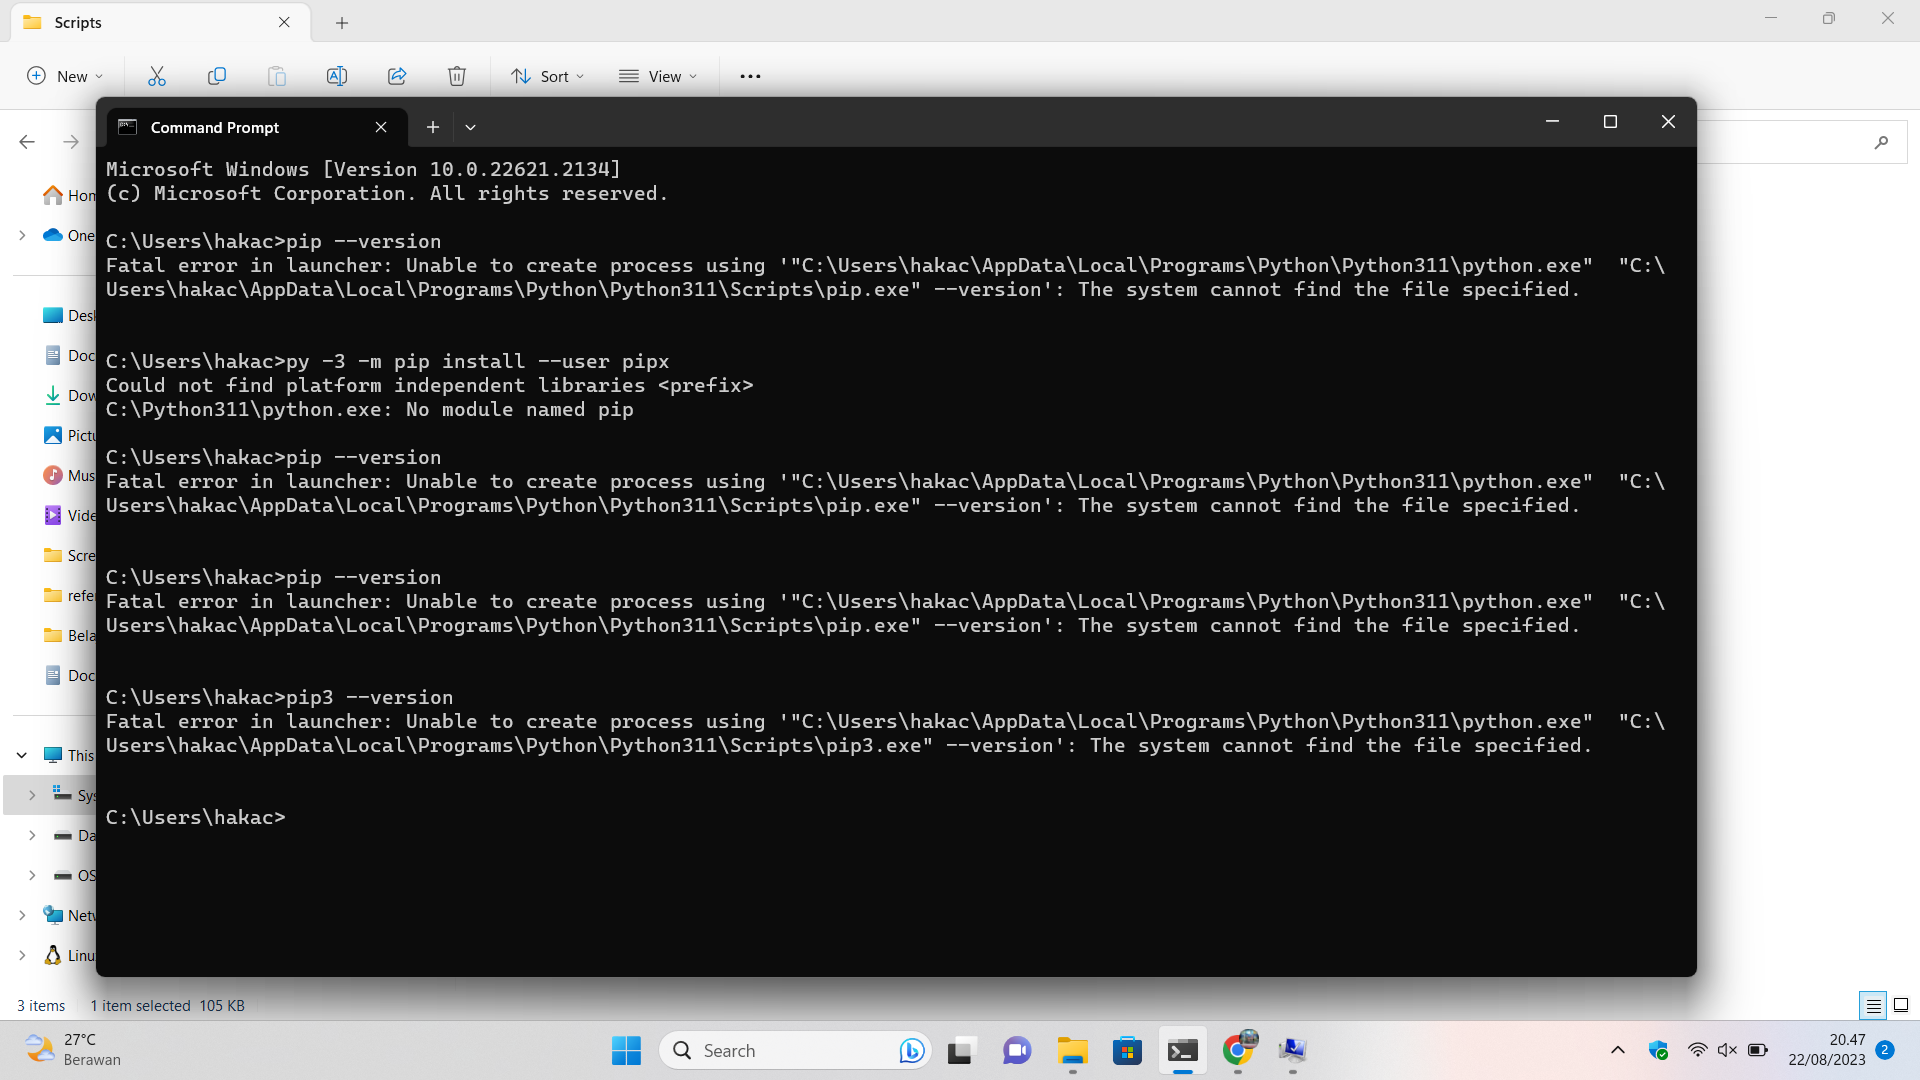 Scripts
New
Sort
View
Command Prompt
Microsoft Windows [Version 10.0.22621.2134]
(c) Microsoft Corporation. All rights reserved.
C:\Users\hakac>pip --version
Fatal error in launcher: Unable to create process using '"C:\Users\hakac\AppData\Local\Programs\Python\Python311\python.exe"  "C:\
Users\hakac\AppData\Local\Programs\Python\Python311\Scripts\pip.exe" --version': The system cannot find the file specified.
C:\Users\hakac>py -3 -m pip install --user pipx
Could not find platform independent libraries <prefix>
C:\Python311\python.exe: No module named pip
C:\Users\hakac>pip --version
Fatal error in launcher: Unable to create process using '"C:\Users\hakac\AppData\Local\Programs\Python\Python311\python.exe"  "C:\
Users\hakac\AppData\Local\Programs\Python\Python311\Scripts\pip.exe" --version': The system cannot find the file specified.
C:\Users\hakac>pip --version
Fatal error in launcher: Unable to create process using '"C:\Users\hakac\AppData\Local\Programs\Python\Python311\python.exe"  "C:\
Users\hakac\AppData\Local\Programs\Python\Python311\Scripts\pip.exe" --version': The system cannot find the file specified.
C:\Users\hakac>pip3 --version
Fatal error in launcher: Unable to create process using '"C:\Users\hakac\AppData\Local\Programs\Python\Python311\python.exe"  "C:\
Users\hakac\AppData\Local\Programs\Python\Python311\Scripts\pip3.exe" --version': The system cannot find the file specified.
C:\Users\hakac>
Hom
One
Desk
Doc
Dow
Pictu
Mus
Vide
Scre
refer
Bela
Doc
This
Sys
Da
OS
Netw
Linu
3 items
1 item selected 105 KB
27°C
Berawan
Search
20.47
22/08/2023
2